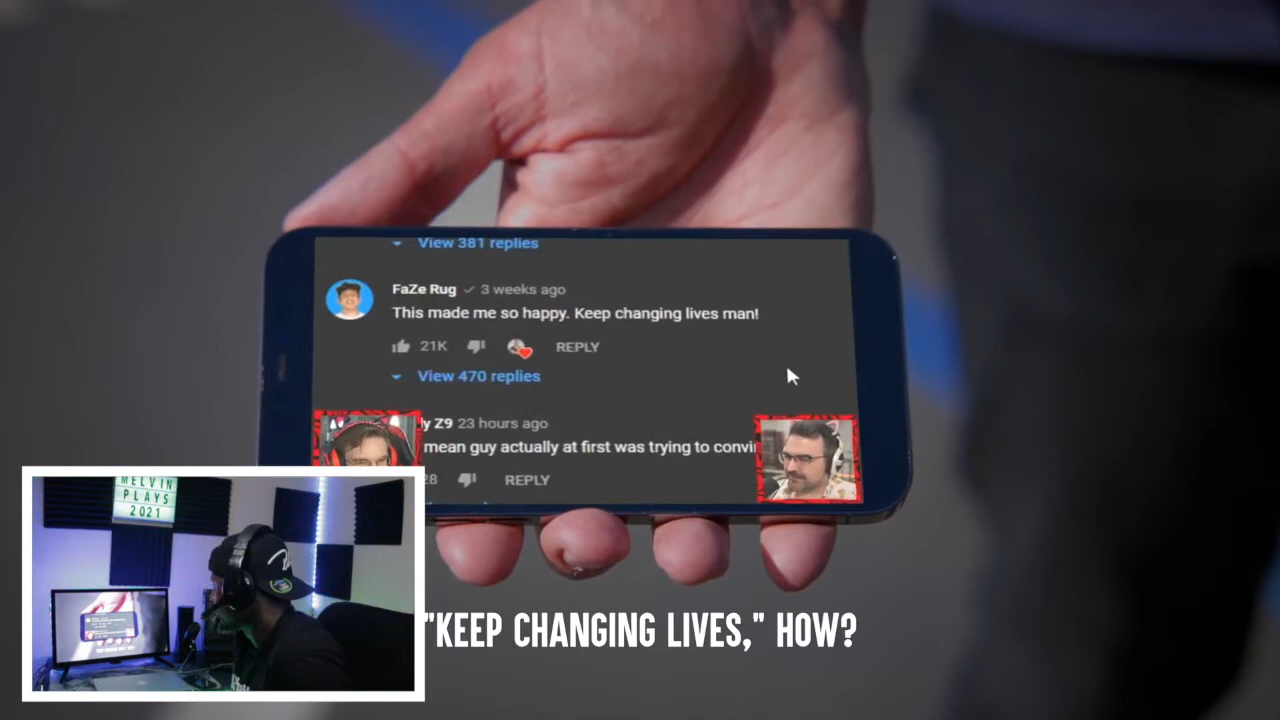 View 381 replies
FaZe Rug 3 weeks ago
This made me so happy. Keep changing lives man!
21K REPLY
View 470 replies
Z9 23 hours ago
mean guy actually at first was trying to
28 REPLY
MELVIN
PLAYS
2021
"KEEP CHANGING LIVES," HOW?